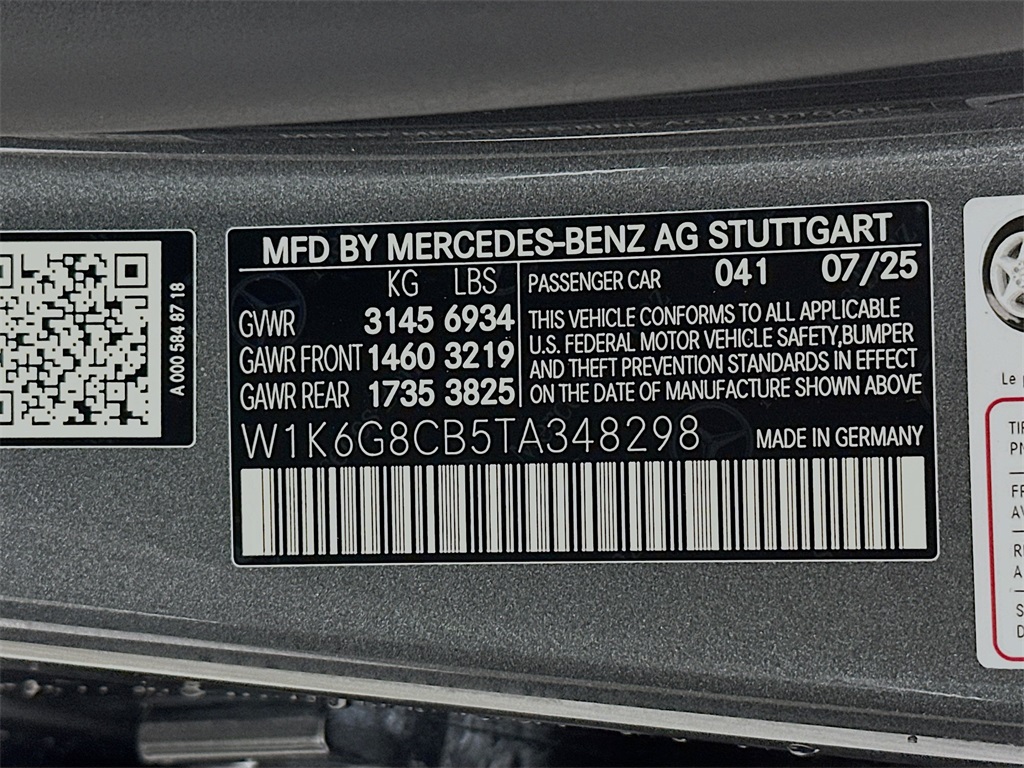 MFD BY MERCEDES-BENZ AG STUTTGART
KG LBS
PASSENGER CAR 041 07/25
GVWR 3145 6934
GAWR FRONT 1460 3219
GAWR REAR 1735 3825
THIS VEHICLE CONFORMS TO ALL APPLICABLE
U.S. FEDERAL MOTOR VEHICLE SAFETY,BUMPER
AND THEFT PREVENTION STANDARDS IN EFFECT
ON THE DATE OF MANUFACTURE SHOWN ABOVE
W1K6G8CB5TA348298 MADE IN GERMANY
A 000 584 87 18
Le